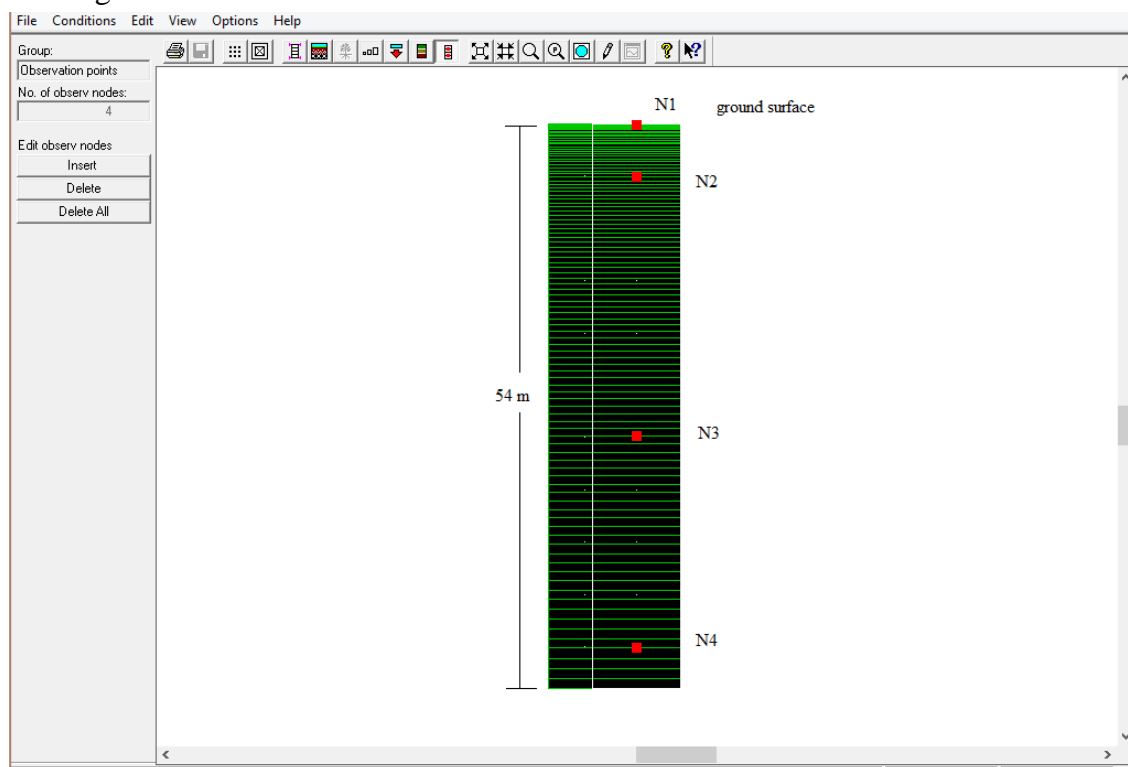 File Conditions Edit View Options Help
Group:
Observation points
No. of observ nodes:
4
Edit observ nodes
Insert
Delete
Delete All
N1
ground surface
N2
54 m
N3
N4